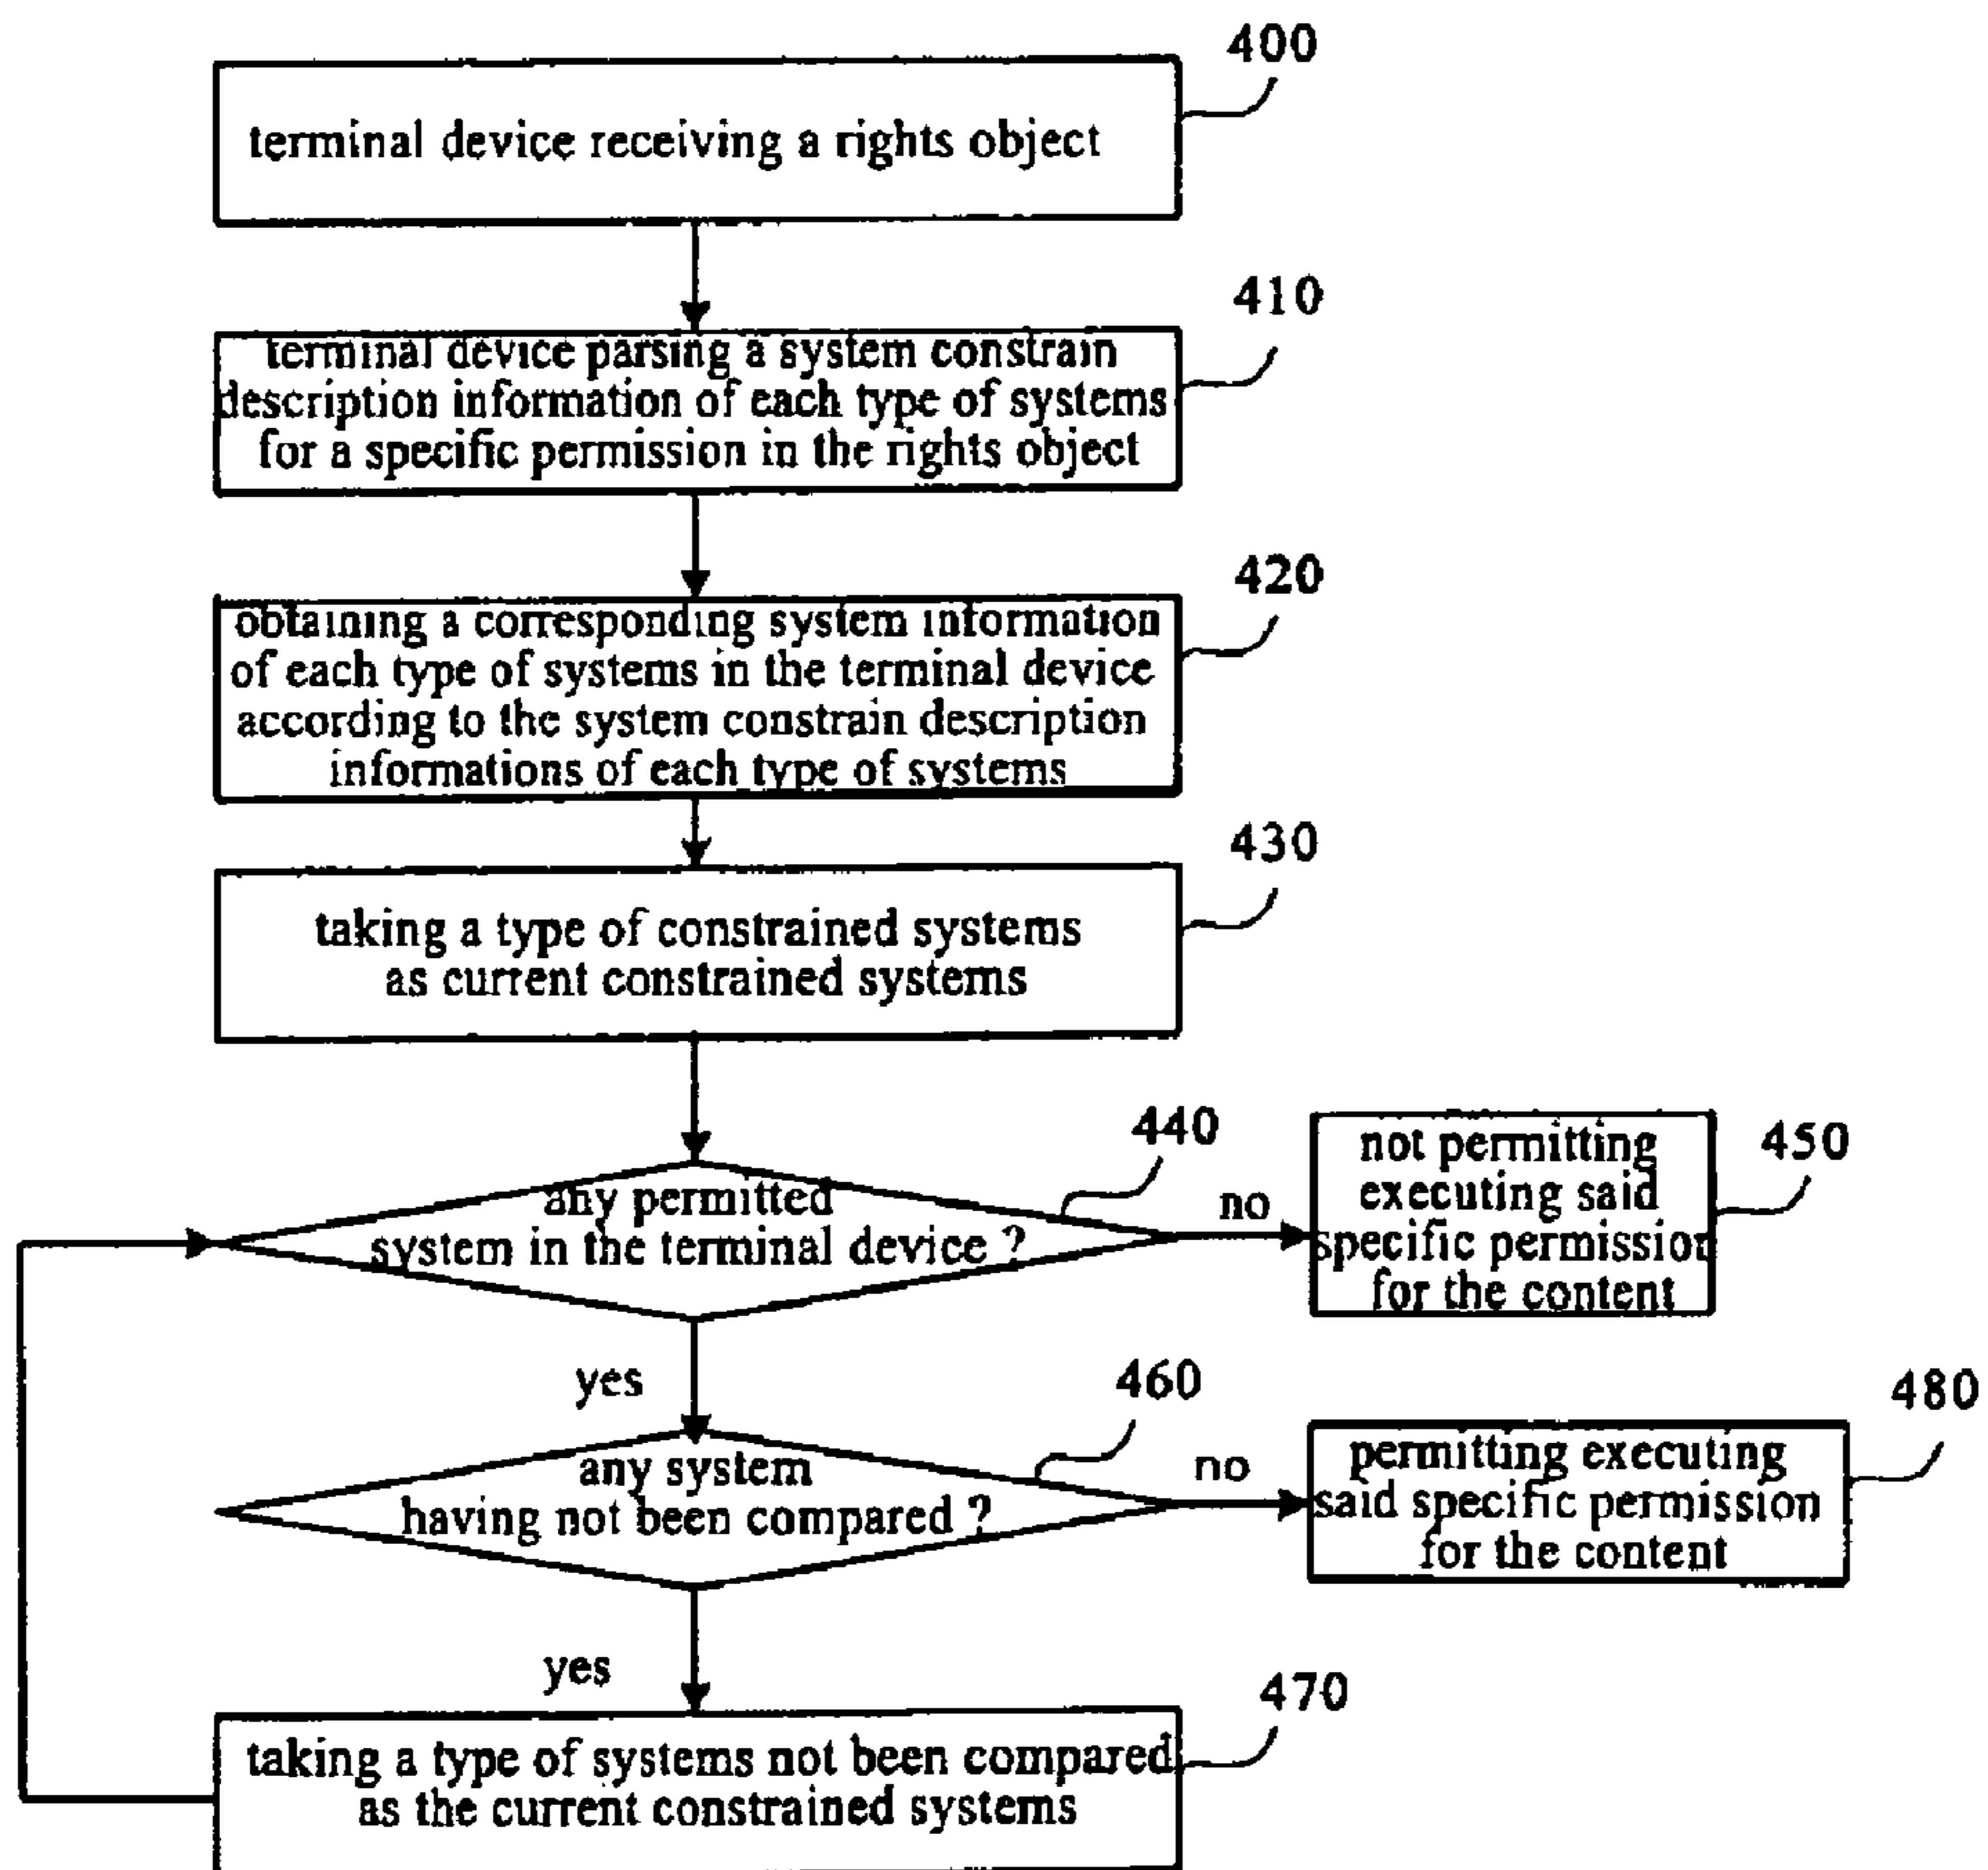 400
terminal device receiving a rights object
410
terminal device parsing a system constrain
description information of each type of systems
for a specific permission in the rights object
420
obtaining a corresponding system information
of each type of systems in the terminal device
according to the system constrain description
informations of each type of systems
430
taking a type of constrained systems
as current constrained systems
440
any permitted
system in the terminal device ?
no
450
not permitting
executing said
specific permission
for the content
yes
460
any system
having not been compared ?
no
480
permitting executing
said specific permission
for the content
yes
470
taking a type of systems not been compared
as the current constrained systems